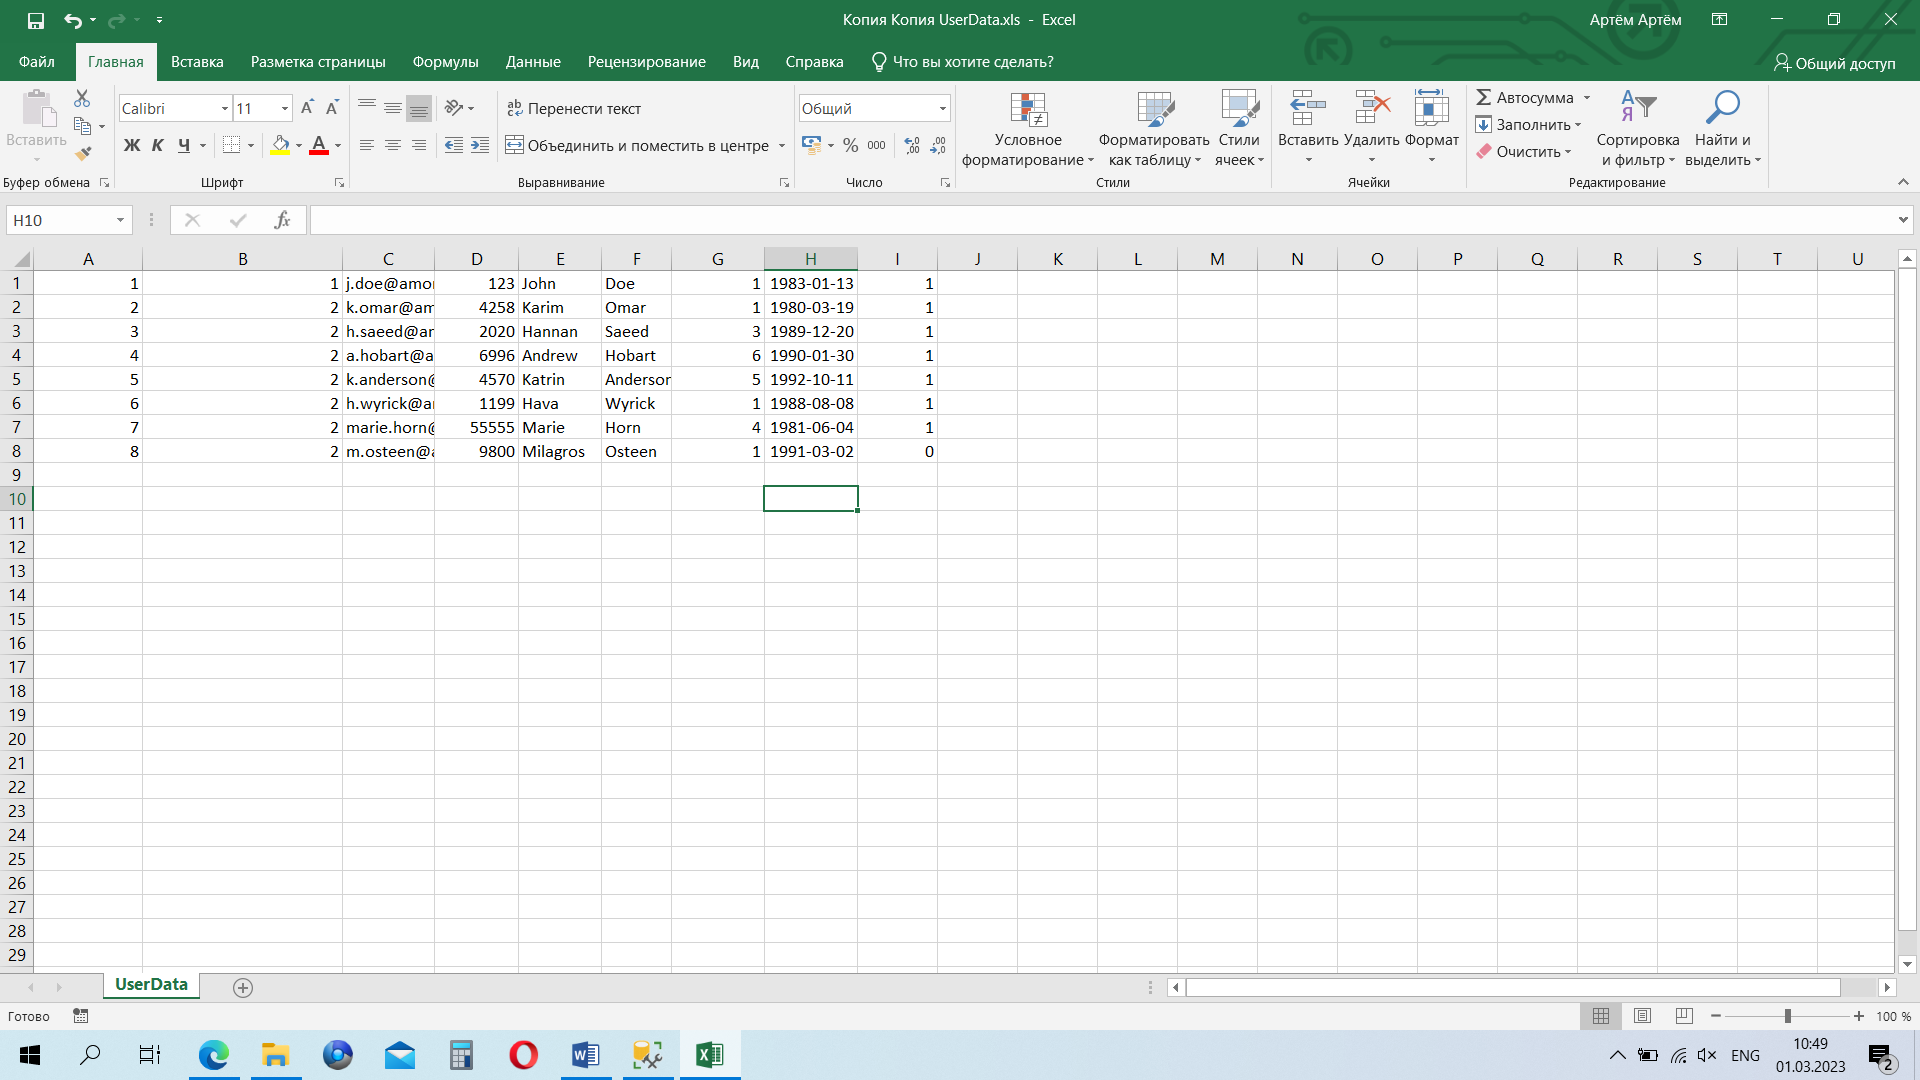 Копия Копия UserData.xls - Excel
Артём Артём
Файл Главная Вставка Разметка страницы Формулы Данные Рецензирование Вид Справка Что вы хотите сделать? Общий доступ
Вставить
Буфер обмена
Calibri 11
Ж К Ч
Шрифт
Перенести текст
Объединить и поместить в центре
Выравнивание
Общий
% 000
Число
Условное форматирование
Форматировать как таблицу
Стили ячеек
Стили
Вставить Удалить Формат
Ячейки
Автосумма
Заполнить
Очистить
Сортировка и фильтр
Найти и выделить
Редактирование
H10
fx
A B C D E F G H I J K L M N O P Q R S T U
1 1 1 j.doe@amo 123 John Doe 1 1983-01-13 1
2 2 2 k.omar@am 4258 Karim Omar 1 1980-03-19 1
3 3 2 h.saeed@a 2020 Hannan Saeed 3 1989-12-20 1
4 4 2 a.hobart@a 6996 Andrew Hobart 6 1990-01-30 1
5 5 2 k.anderson@ 4570 Katrin Anderson 5 1992-10-11 1
6 6 2 h.wyrick@a 1199 Hava Wyrick 1 1988-08-08 1
7 7 2 marie.horn@ 55555 Marie Horn 4 1981-06-04 1
8 8 2 m.osteen@a 9800 Milagros Osteen 1 1991-03-02 0
9
10
11
12
13
14
15
16
17
18
19
20
21
22
23
24
25
26
27
28
29
UserData
Готово
100 %
ENG
10:49
01.03.2023
2